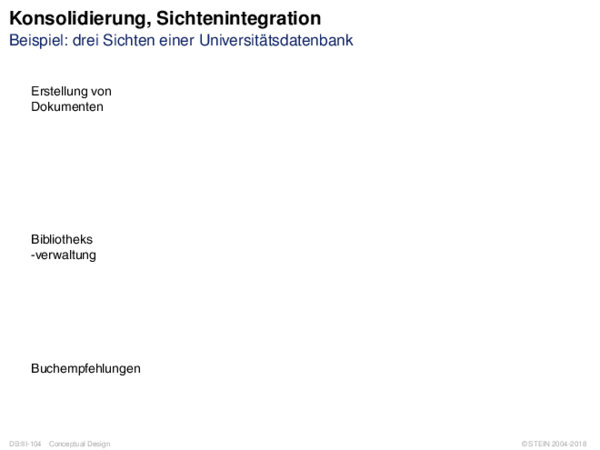 Konsolidierung, Sichtenintegration
Beispiel: drei Sichten einer Universitätsdatenbank
Erstellung von
Dokumenten
Bibliotheks
-verwaltung
Buchempfehlungen
DB:III-104 Conceptual Design
© STEIN 2004-2018